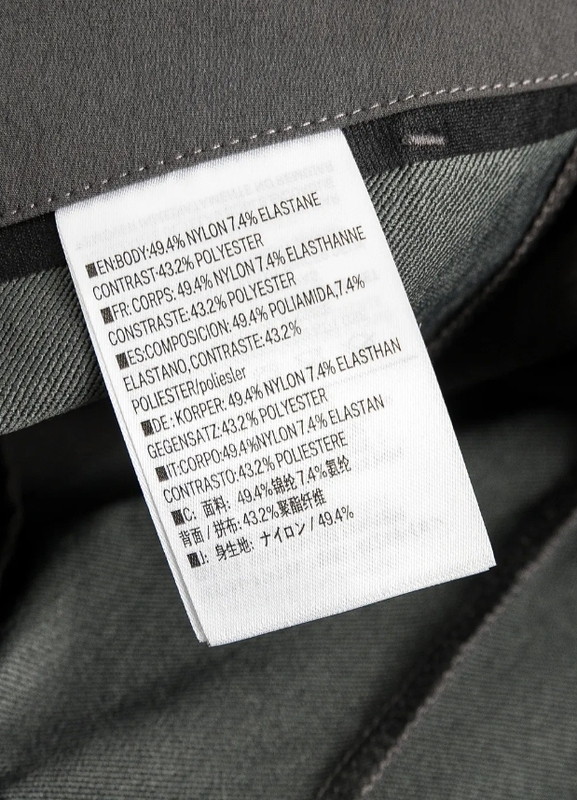 ■EN:BODY:49.4% NYLON 7.4% ELASTANE
CONTRAST-43.2% POLYESTER
■FR: CORPS: 49.4% NYLON 7.4% ELASTHANNE
CONSTRASTE: 43.2% POLYESTER
■ES:COMPOSICION: 49.4% POLIAMIDA,7.4%
ELASTANO, CONTRASTE: 43.2%
POLIESTER/poliesler
■DE : KORPER: 49.4% NYLON 7.4% ELASTHAN
GEGENSATZ:43.2% POLYESTER
■IT:CORPO:49.4%NYLON 7.4% ELASTAN
CONTRASTO: 43.2% POLIESTERE
■C: 面料: 49.4%锦纶 7.4%氨纶
背面 / 拼布: 43.2%聚酯纤维
■J: 身生地: ナイロン / 49.4%